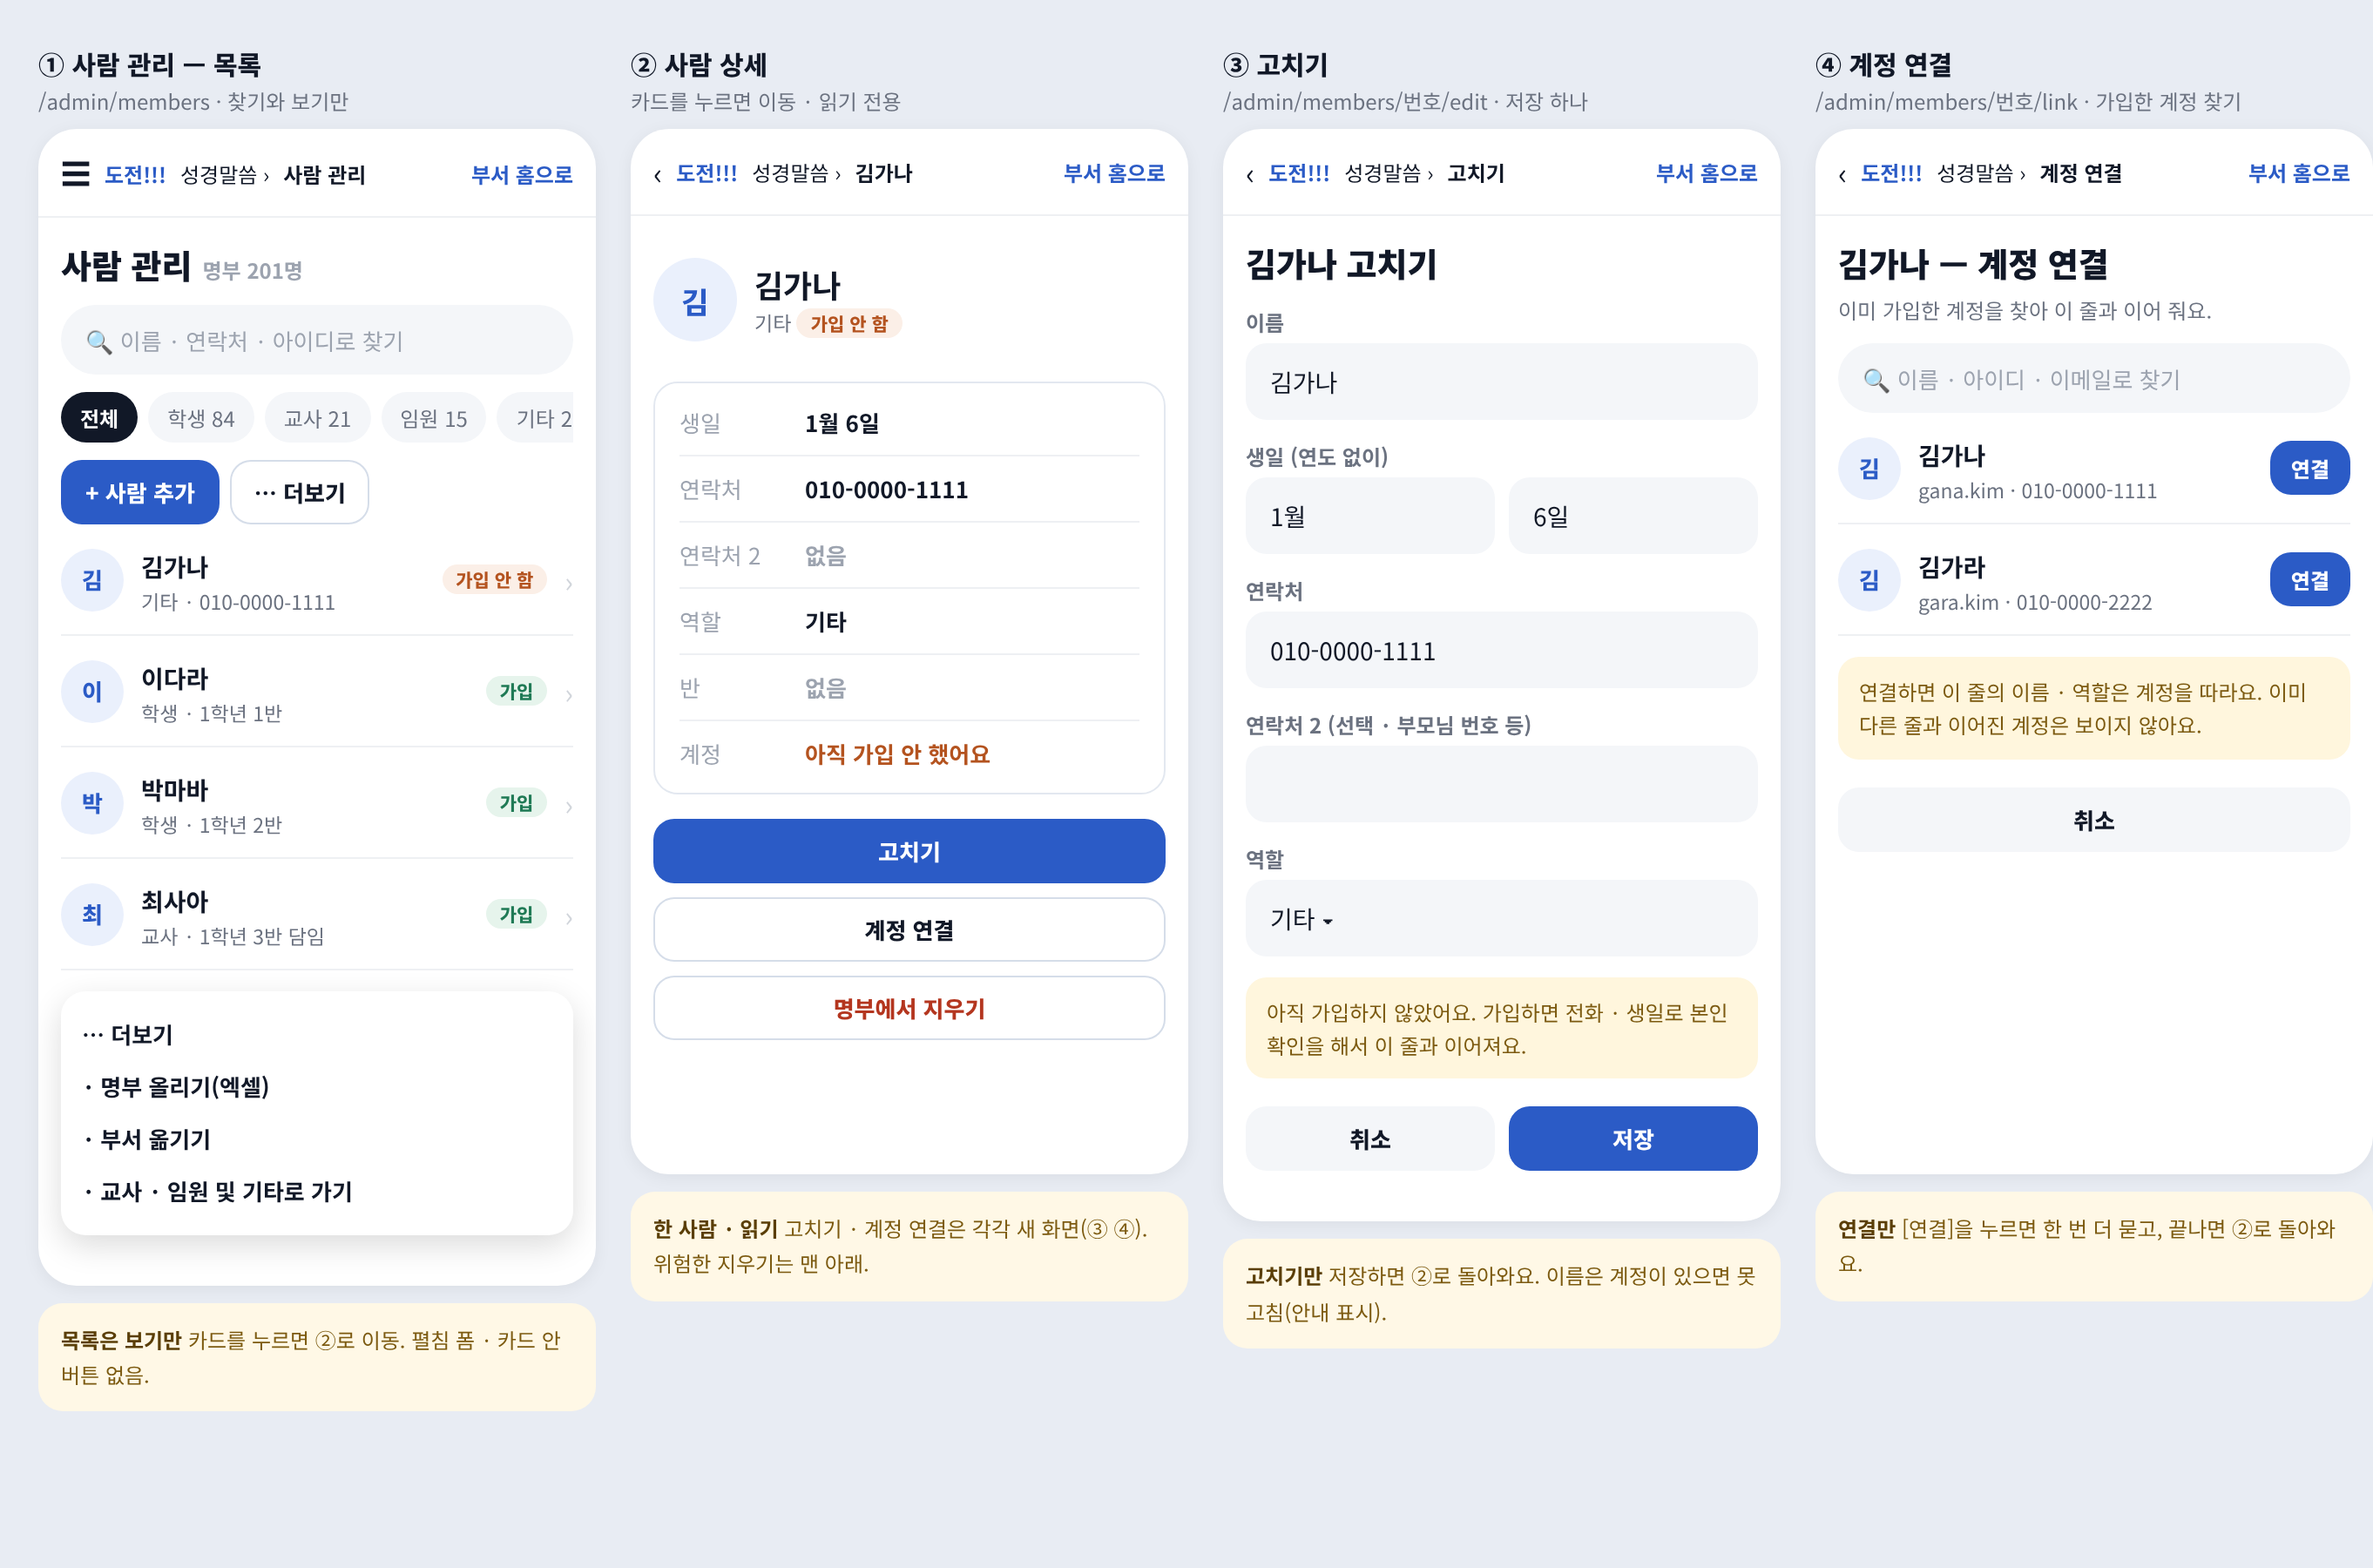 ① 사람 관리 — 목록
/admin/members · 찾기와 보기만
☰ 도전!!! 성경말씀 › 사람 관리 부서 홈으로
사람 관리 명부 201명
🔍 이름 · 연락처 · 아이디로 찾기
전체 학생 84 교사 21 임원 15 기타 2
+ 사람 추가 ··· 더보기
김 김가나 가입 안 함 ›
기타 · 010-0000-1111
이 이다라 가입 ›
학생 · 1학년 1반
박 박마바 가입 ›
학생 · 1학년 2반
최 최사아 가입 ›
교사 · 1학년 3반 담임
··· 더보기
· 명부 올리기(엑셀)
· 부서 옮기기
· 교사 · 임원 및 기타로 가기
목록은 보기만 카드를 누르면 ②로 이동. 펼침 폼 · 카드 안
버튼 없음.
② 사람 상세
카드를 누르면 이동 · 읽기 전용
‹ 도전!!! 성경말씀 › 김가나 부서 홈으로
김 김가나
기타 가입 안 함
생일 1월 6일
연락처 010-0000-1111
연락처 2 없음
역할 기타
반 없음
계정 아직 가입 안 했어요
고치기
계정 연결
명부에서 지우기
한 사람 · 읽기 고치기 · 계정 연결은 각각 새 화면(③ ④).
위험한 지우기는 맨 아래.
③ 고치기
/admin/members/번호/edit · 저장 하나
‹ 도전!!! 성경말씀 › 고치기 부서 홈으로
김가나 고치기
이름
김가나
생일 (연도 없이)
1월 6일
연락처
010-0000-1111
연락처 2 (선택 · 부모님 번호 등)
역할
기타
아직 가입하지 않았어요. 가입하면 전화 · 생일로 본인
확인을 해서 이 줄과 이어져요.
취소 저장
고치기만 저장하면 ②로 돌아와요. 이름은 계정이 있으면 못
고침(안내 표시).
④ 계정 연결
/admin/members/번호/link · 가입한 계정 찾기
‹ 도전!!! 성경말씀 › 계정 연결 부서 홈으로
김가나 — 계정 연결
이미 가입한 계정을 찾아 이 줄과 이어 줘요.
🔍 이름 · 아이디 · 이메일로 찾기
김 김가나 연결
gana.kim · 010-0000-1111
김 김가라 연결
gara.kim · 010-0000-2222
연결하면 이 줄의 이름 · 역할은 계정을 따라요. 이미
다른 줄과 이어진 계정은 보이지 않아요.
취소
연결만 [연결]을 누르면 한 번 더 묻고, 끝나면 ②로 돌아와
요.